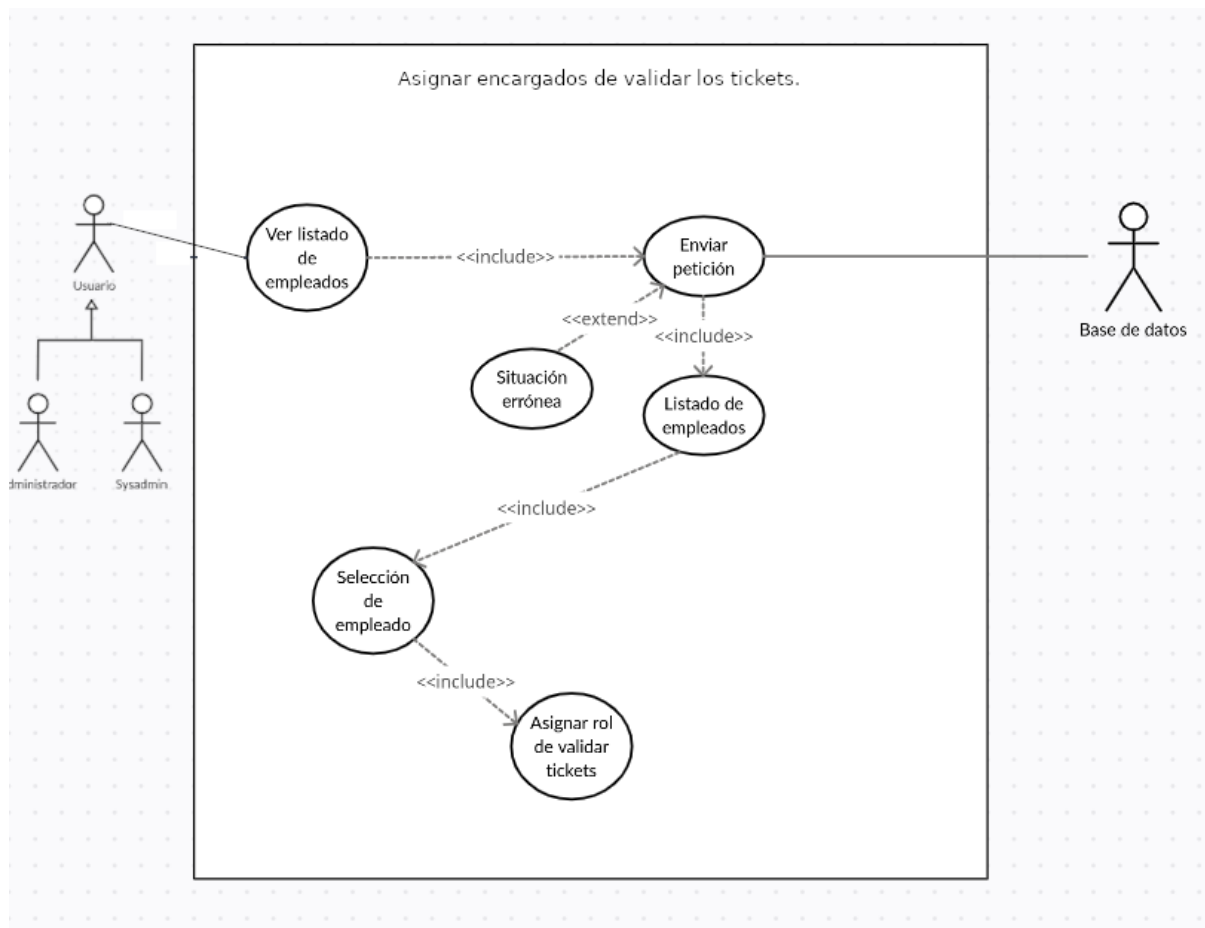 Asignar encargados de validar los tickets.
Ver listado
de
empleados
<<include>>
Enviar
petición
Usuario
Base de datos
<<extend>>
<<include>>
Situación
errónea
Listado de
empleados
dministrador
Sysadmin
<<include>>
Selección
de
empleado
<<include>>
Asignar rol
de validar
tickets